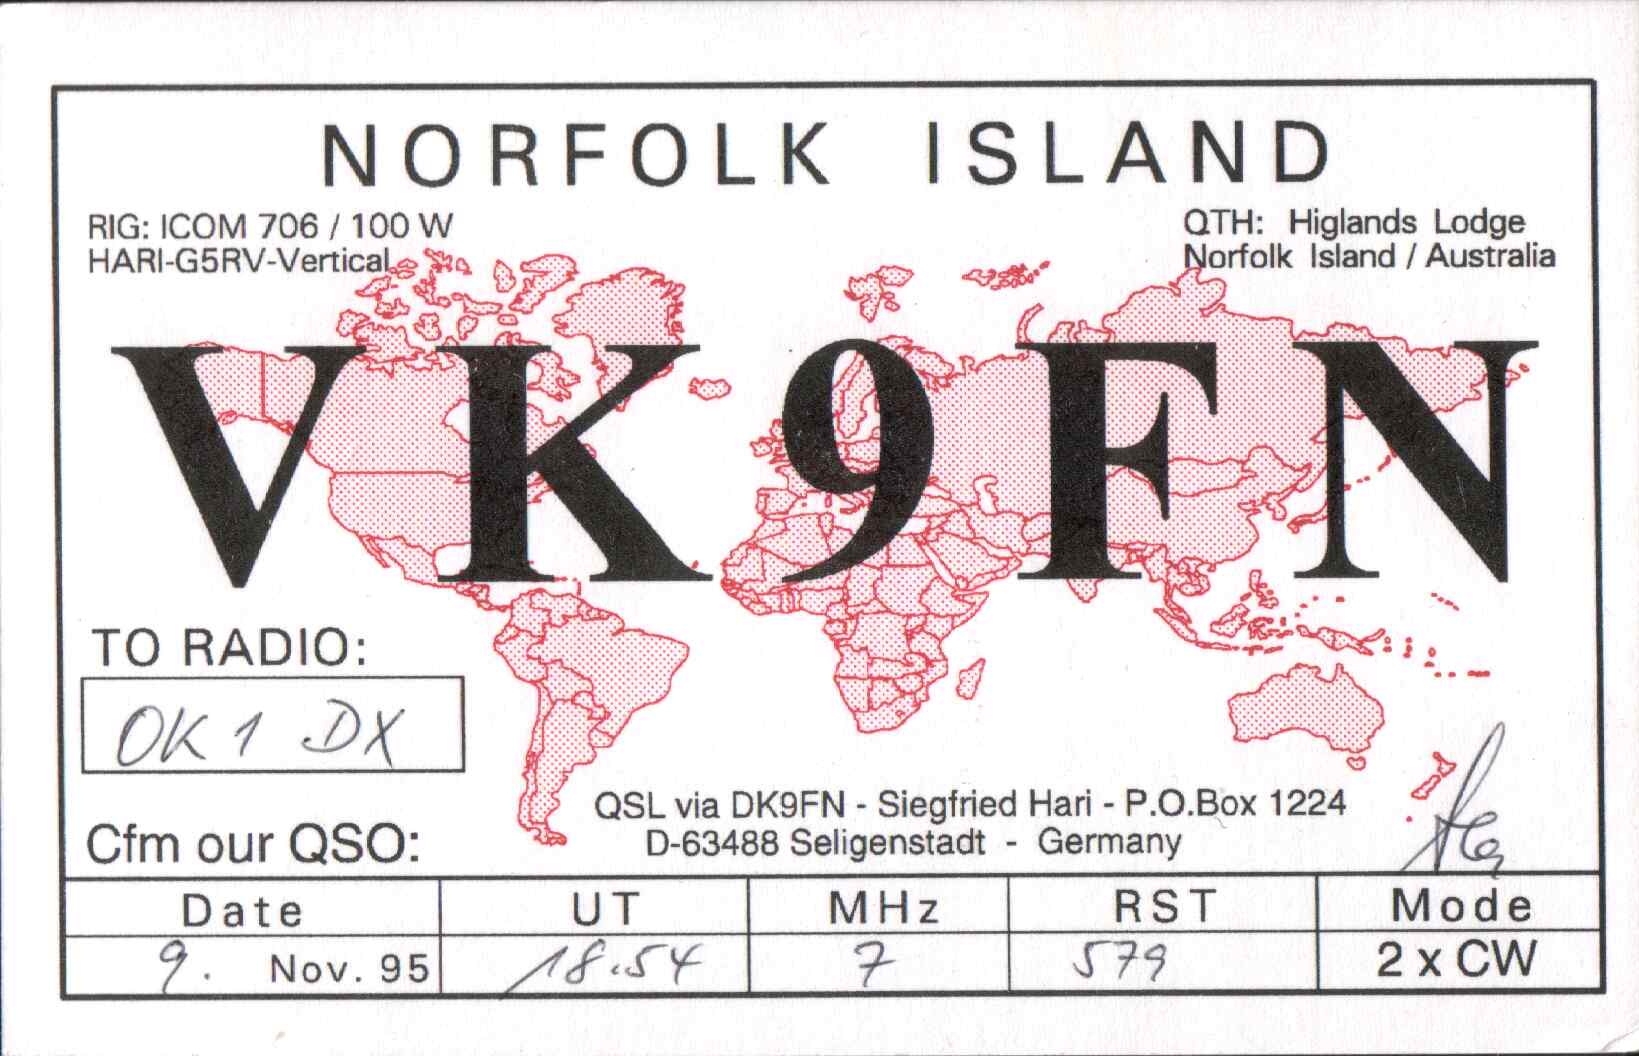 NORFOLK ISLAND
RIG: ICOM 706 / 100 W
HARI-G5RV-Vertical
QTH: Higlands Lodge
Norfolk Island / Australia
VK9FN
TO RADIO:
OK1 DX
QSL via DK9FN - Siegfried Hari - P.O.Box 1224
D-63488 Seligenstadt - Germany
Cfm our QSO:
Date UT MHz RST Mode
9. Nov. 95 18.54 7 579 2 x CW